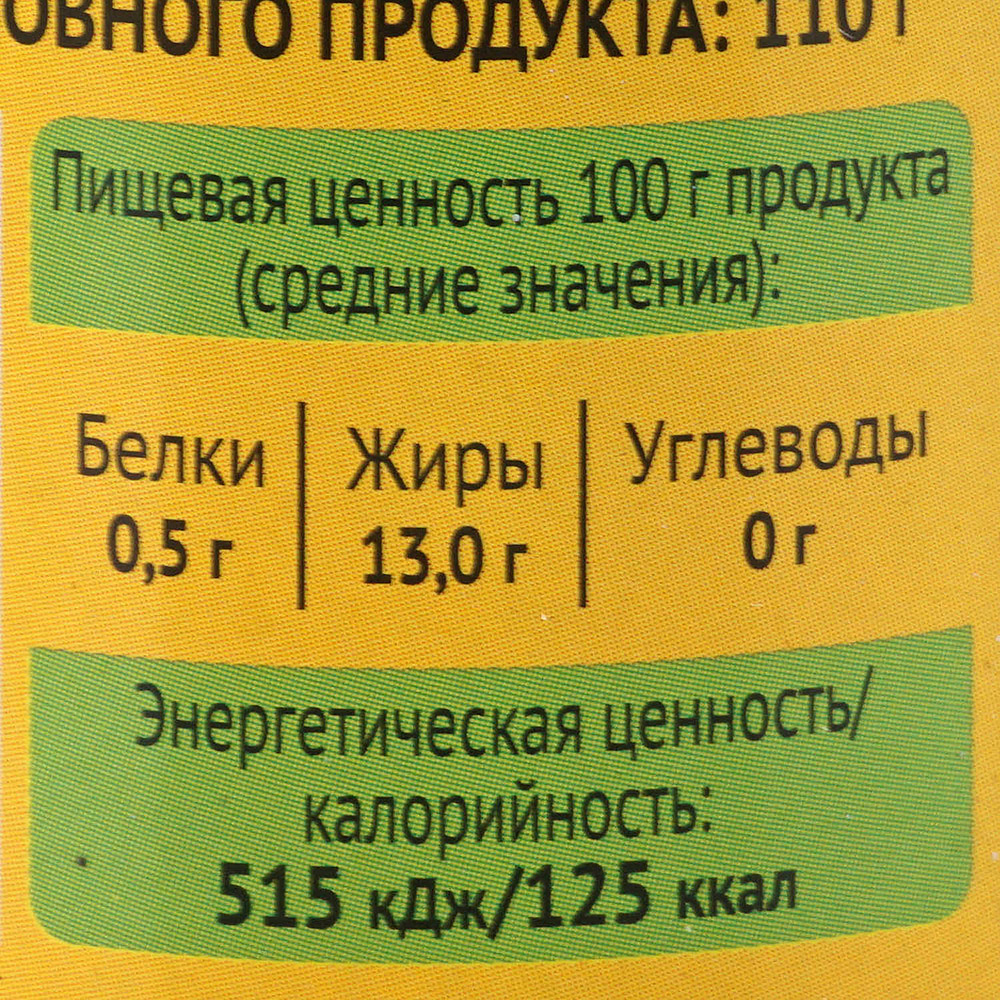 ОВНОГО ПРОДУКТА: 110 г
Пищевая ценность 100 г продукта
(средние значения):
Белки
0,5 г
Жиры
13,0 г
Углеводы
0 г
Энергетическая ценность/
калорийность:
515 кДж/125 ккал